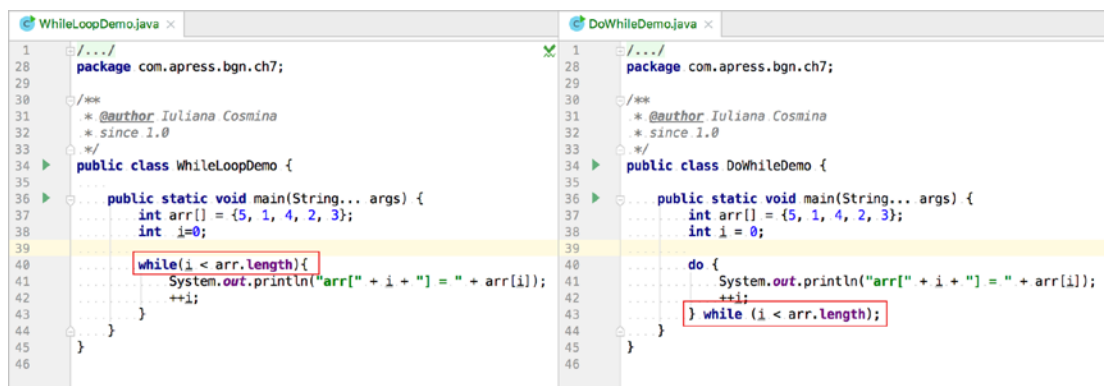 WhileLoopDemo.java ×
1 /.../
28 package com.apress.bgn.ch7;
29
30 /**
31 * @author Iuliana Cosmina
32 * since 1.0
33 */
34 public class WhileLoopDemo {
35
36 public static void main(String... args) {
37 int arr[] = {5, 1, 4, 2, 3};
38 int i=0;
39
40 while(i < arr.length){
41 System.out.println("arr[" + i + "] = " + arr[i]);
42 ++i;
43 }
44 }
45 }
46
DoWhileDemo.java ×
1 /.../
28 package com.apress.bgn.ch7;
29
30 /**
31 * @author Iuliana Cosmina
32 * since 1.0
33 */
34 public class DoWhileDemo {
35
36 public static void main(String... args) {
37 int arr[] = {5, 1, 4, 2, 3};
38 int i = 0;
39
40 do {
41 System.out.println("arr[" + i + "] = " + arr[i]);
42 ++i;
43 } while (i < arr.length);
44 }
45 }
46